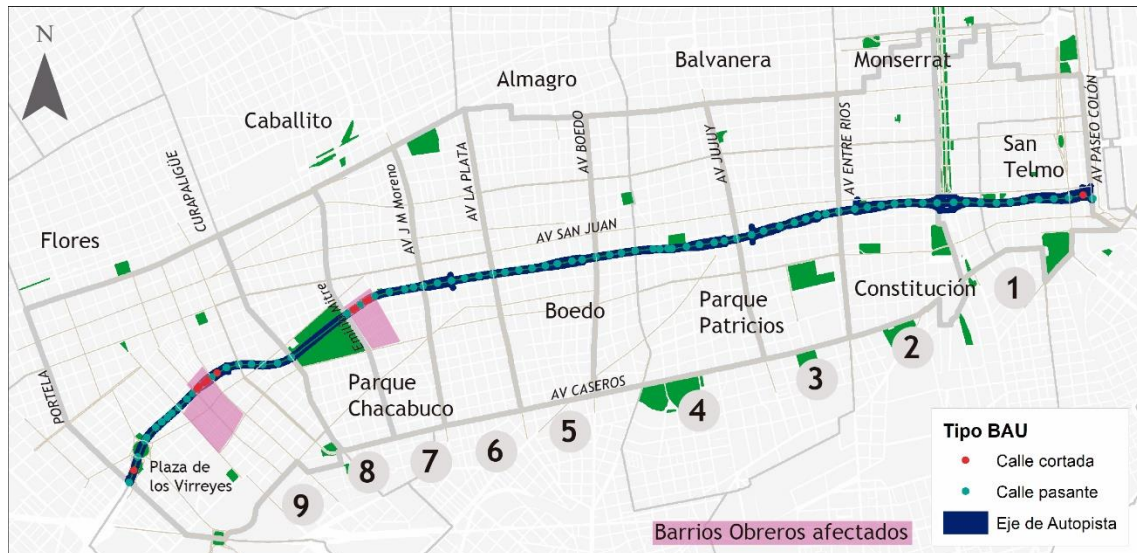 N
Balvanera
Monserrat
Almagro
Caballito
CURAPALIGÜE
AV J M Moreno
AV LA PLATA
AV BOEDO
AV JUJUY
AV ENTRE RIOS
San
Telmo
AV PASEO COLÓN
Flores
AV SAN JUAN
Emilio Mitre
Boedo
Parque
Patricios
Constitución
1
2
3
4
5
6
7
8
9
Parque
Chacabuco
AV CASEROS
PORTELA
Plaza de
los Virreyes
Tipo BAU
Calle cortada
Calle pasante
Eje de Autopista
Barrios Obreros afectados